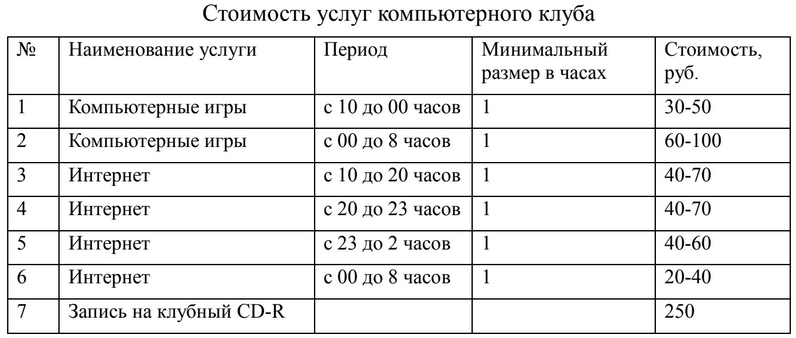 Стоимость услуг компьютерного клуба
№ Наименование услуги Период Минимальный размер в часах Стоимость, руб.
1 Компьютерные игры с 10 до 00 часов 1 30-50
2 Компьютерные игры с 00 до 8 часов 1 60-100
3 Интернет с 10 до 20 часов 1 40-70
4 Интернет с 20 до 23 часов 1 40-70
5 Интернет с 23 до 2 часов 1 40-60
6 Интернет с 00 до 8 часов 1 20-40
7 Запись на клубный CD-R 250